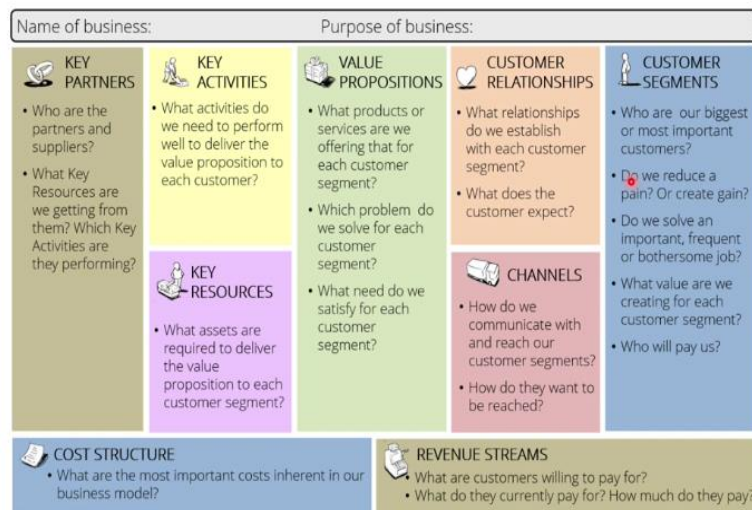 Name of business: Purpose of business:
KEY
PARTNERS
• Who are the
partners and
suppliers?
• What Key
Resources are
we getting from
them? Which Key
Activities are
they performing?
KEY
ACTIVITIES
• What activities do
we need to perform
well to deliver the
value proposition to
each customer?
KEY
RESOURCES
• What assets are
required to deliver
the value
proposition to each
customer segment?
VALUE
PROPOSITIONS
• What products or
services are we
offering that for
each customer
segment?
• Which problem do
we solve for each
customer
segment?
• What need do we
satisfy for each
customer
segment?
CUSTOMER
RELATIONSHIPS
• What relationships
do we establish
with each customer
segment?
• What does the
customer expect?
CHANNELS
• How do we
communicate with
and reach our
customer segments?
• How do they want to
be reached?
CUSTOMER
SEGMENTS
• Who are our biggest
or most important
customers?
• Do we reduce a
pain? Or create gain?
• Do we solve an
important, frequent
or bothersome job?
• What value are we
creating for each
customer segment?
• Who will pay us?
COST STRUCTURE
• What are the most important costs inherent in our
business model?
REVENUE STREAMS
• What are customers willing to pay for?
• What do they currently pay for? How much do they pay?